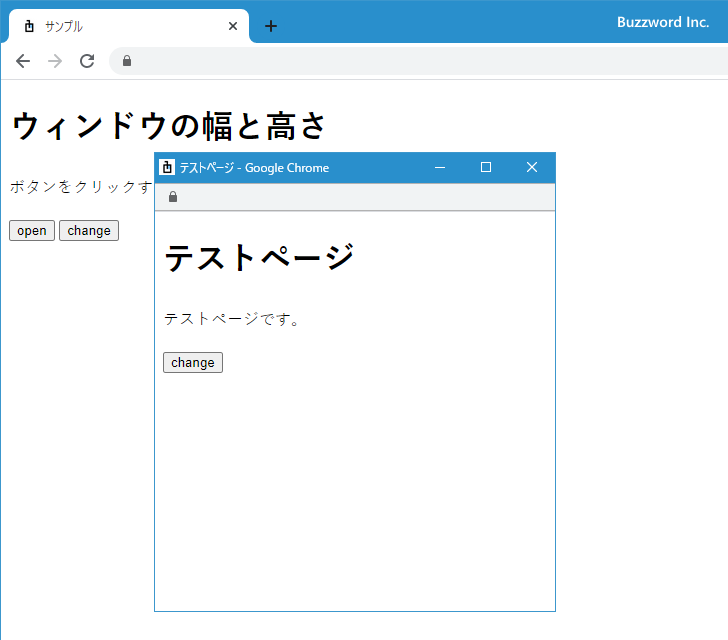 サンプル
Buzzword Inc.
ウィンドウの幅と高さ
ボタンをクリックす
open change
テストページ - Google Chrome
テストページ
テストページです。
change